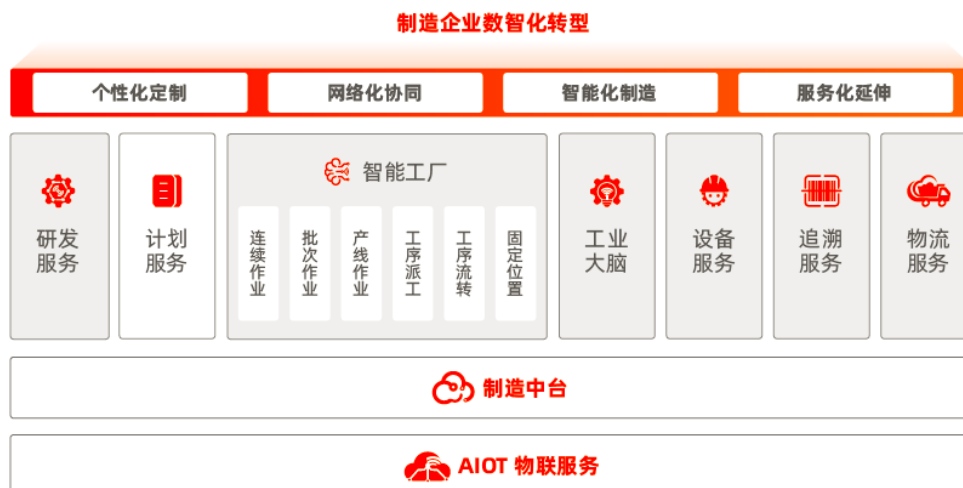 制造企业数智化转型
个性化定制
网络化协同
智能化制造
服务化延伸
研发
服务
计划
服务
智能工厂
连续作业
批次作业
产线作业
工序派工
工序流转
固定位置
工业
大脑
设备
服务
追溯
服务
物流
服务
制造中台
AIOT 物联服务